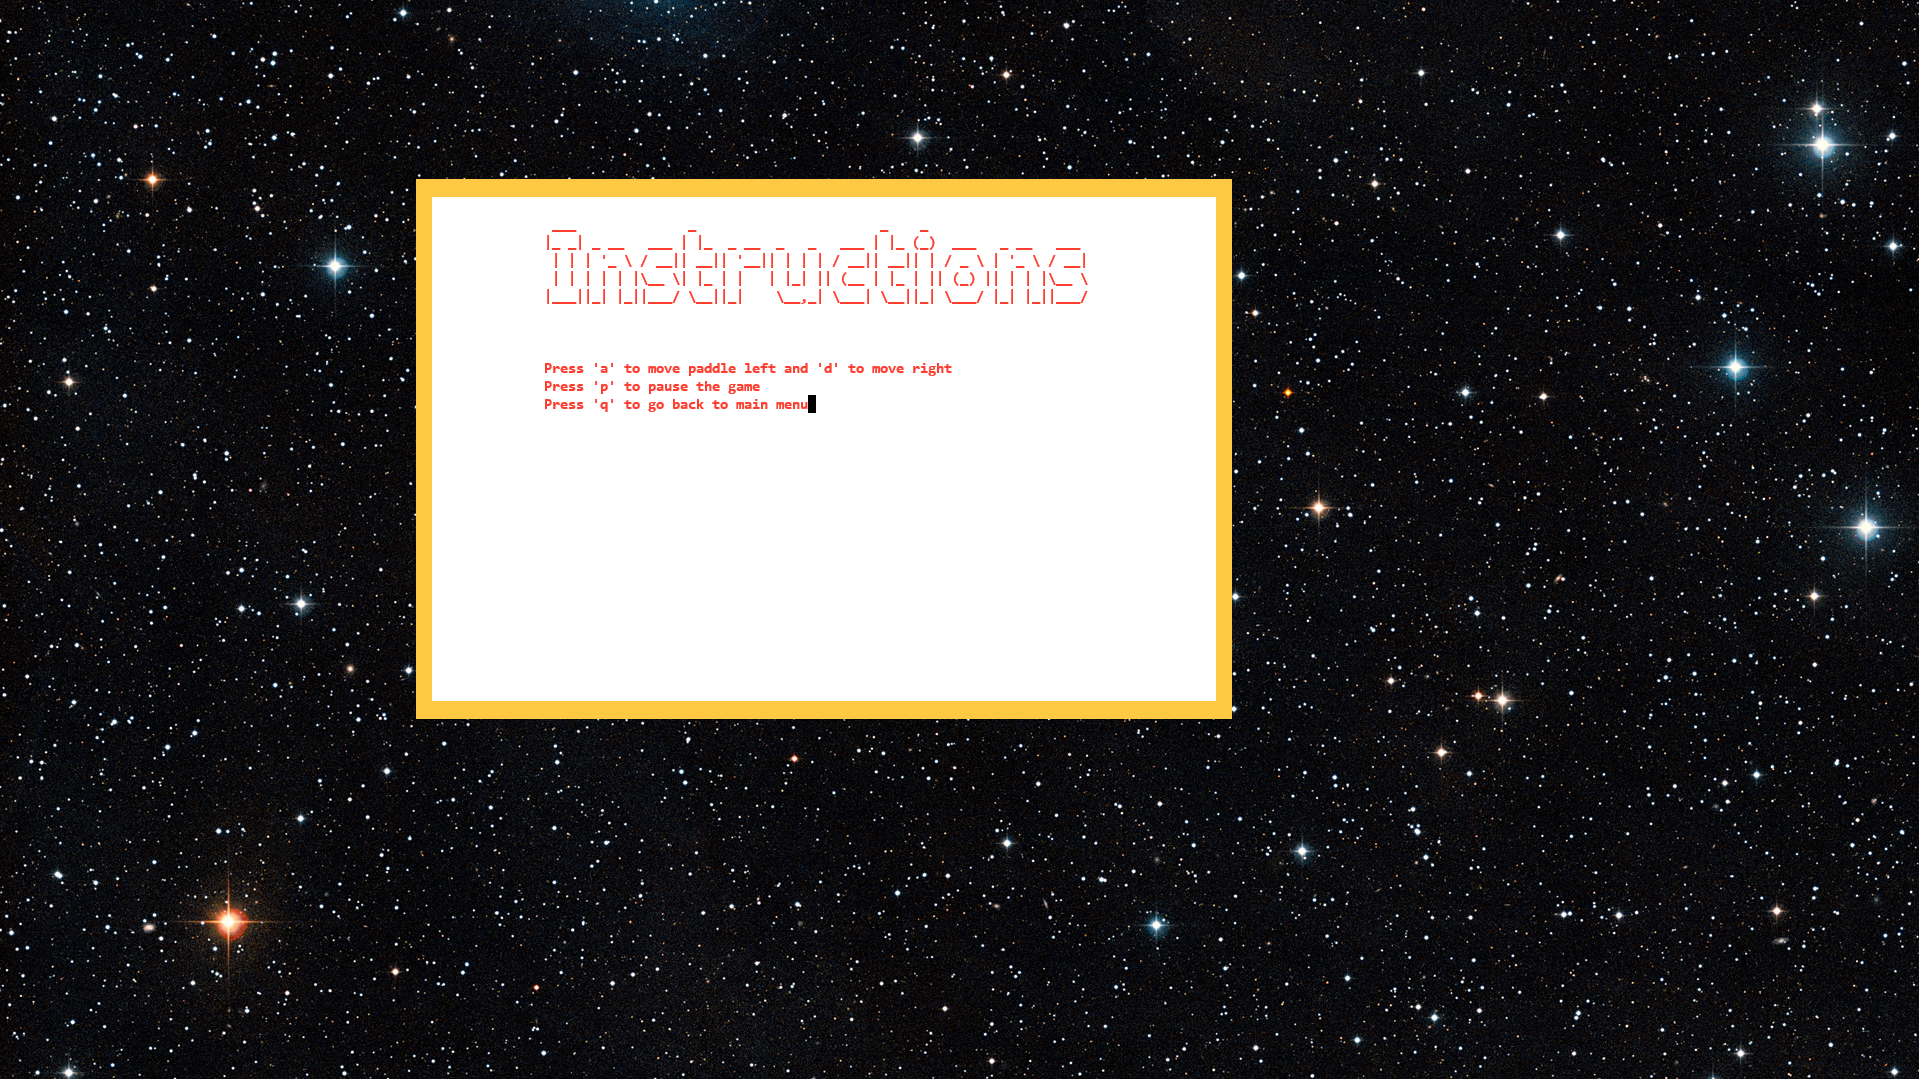 Instructions
Press 'a' to move paddle left and 'd' to move right
Press 'p' to pause the game
Press 'q' to go back to main menu